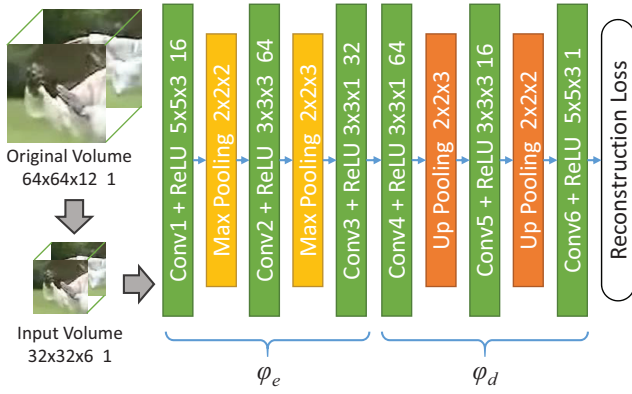 Original Volume
64x64x12 1
Input Volume
32x32x6 1
Conv1 + ReLU 5x5x3 16
Max Pooling 2x2x2
Conv2 + ReLU 3x3x3 64
Max Pooling 2x2x3
Conv3 + ReLU 3x3x1 32
Conv4 + ReLU 3x3x1 64
Up Pooling 2x2x3
Conv5 + ReLU 3x3x3 16
Up Pooling 2x2x2
Conv6 + ReLU 5x5x3 1
Reconstruction Loss
φe
φd